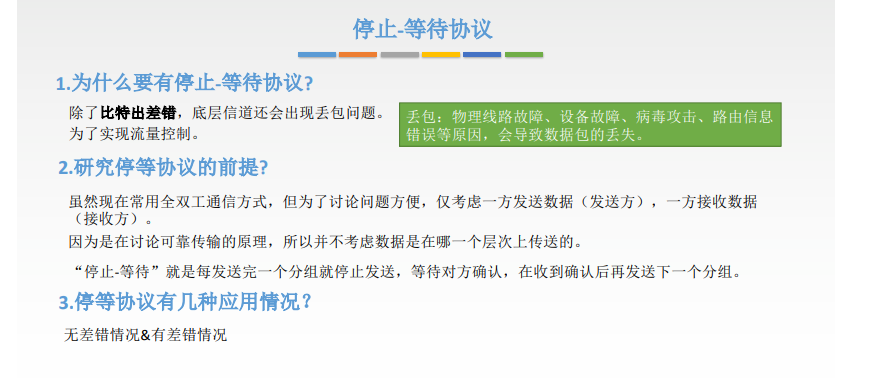 停止-等待协议
1.为什么要有停止-等待协议?
除了比特出差错，底层信道还会出现丢包问题。
为了实现流量控制。
丢包：物理线路故障、设备故障、病毒攻击、路由信息
错误等原因，会导致数据包的丢失。
2.研究停等协议的前提?
虽然现在常用全双工通信方式，但为了讨论问题方便，仅考虑一方发送数据（发送方），一方接收数据
（接收方）。
因为是在讨论可靠传输的原理，所以并不考虑数据是在哪一个层次上传送的。
“停止-等待”就是每发送完一个分组就停止发送，等待对方确认，在收到确认后再发送下一个分组。
3.停等协议有几种应用情况？
无差错情况&有差错情况